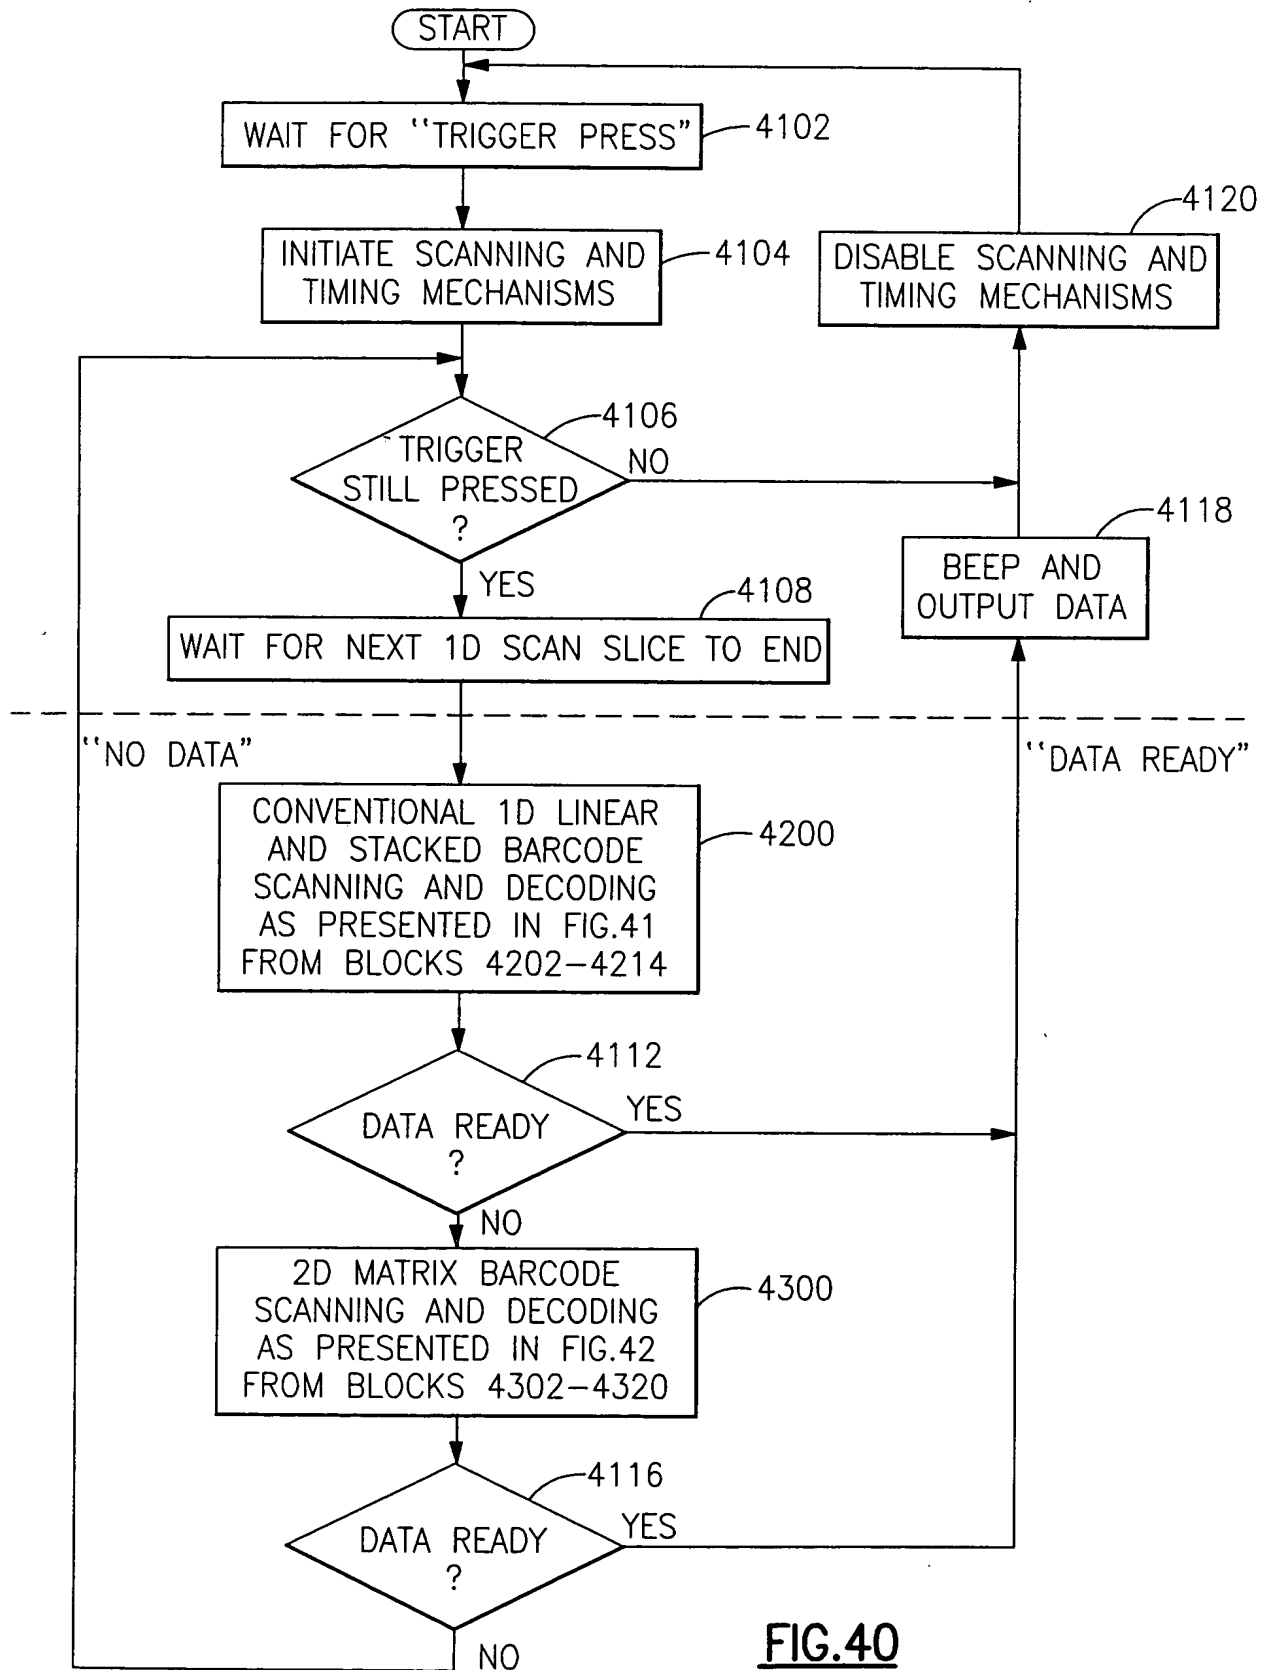 START
WAIT FOR "TRIGGER PRESS"
4102
INITIATE SCANNING AND
TIMING MECHANISMS
4104
DISABLE SCANNING AND
TIMING MECHANISMS
4120
TRIGGER
STILL PRESSED
?
4106
NO
YES
BEEP AND
OUTPUT DATA
4118
WAIT FOR NEXT 1D SCAN SLICE TO END
4108
"NO DATA"
"DATA READY"
CONVENTIONAL 1D LINEAR
AND STACKED BARCODE
SCANNING AND DECODING
AS PRESENTED IN FIG.41
FROM BLOCKS 4202-4214
4200
DATA READY
?
4112
YES
NO
2D MATRIX BARCODE
SCANNING AND DECODING
AS PRESENTED IN FIG.42
FROM BLOCKS 4302-4320
4300
DATA READY
?
4116
YES
NO
FIG.40